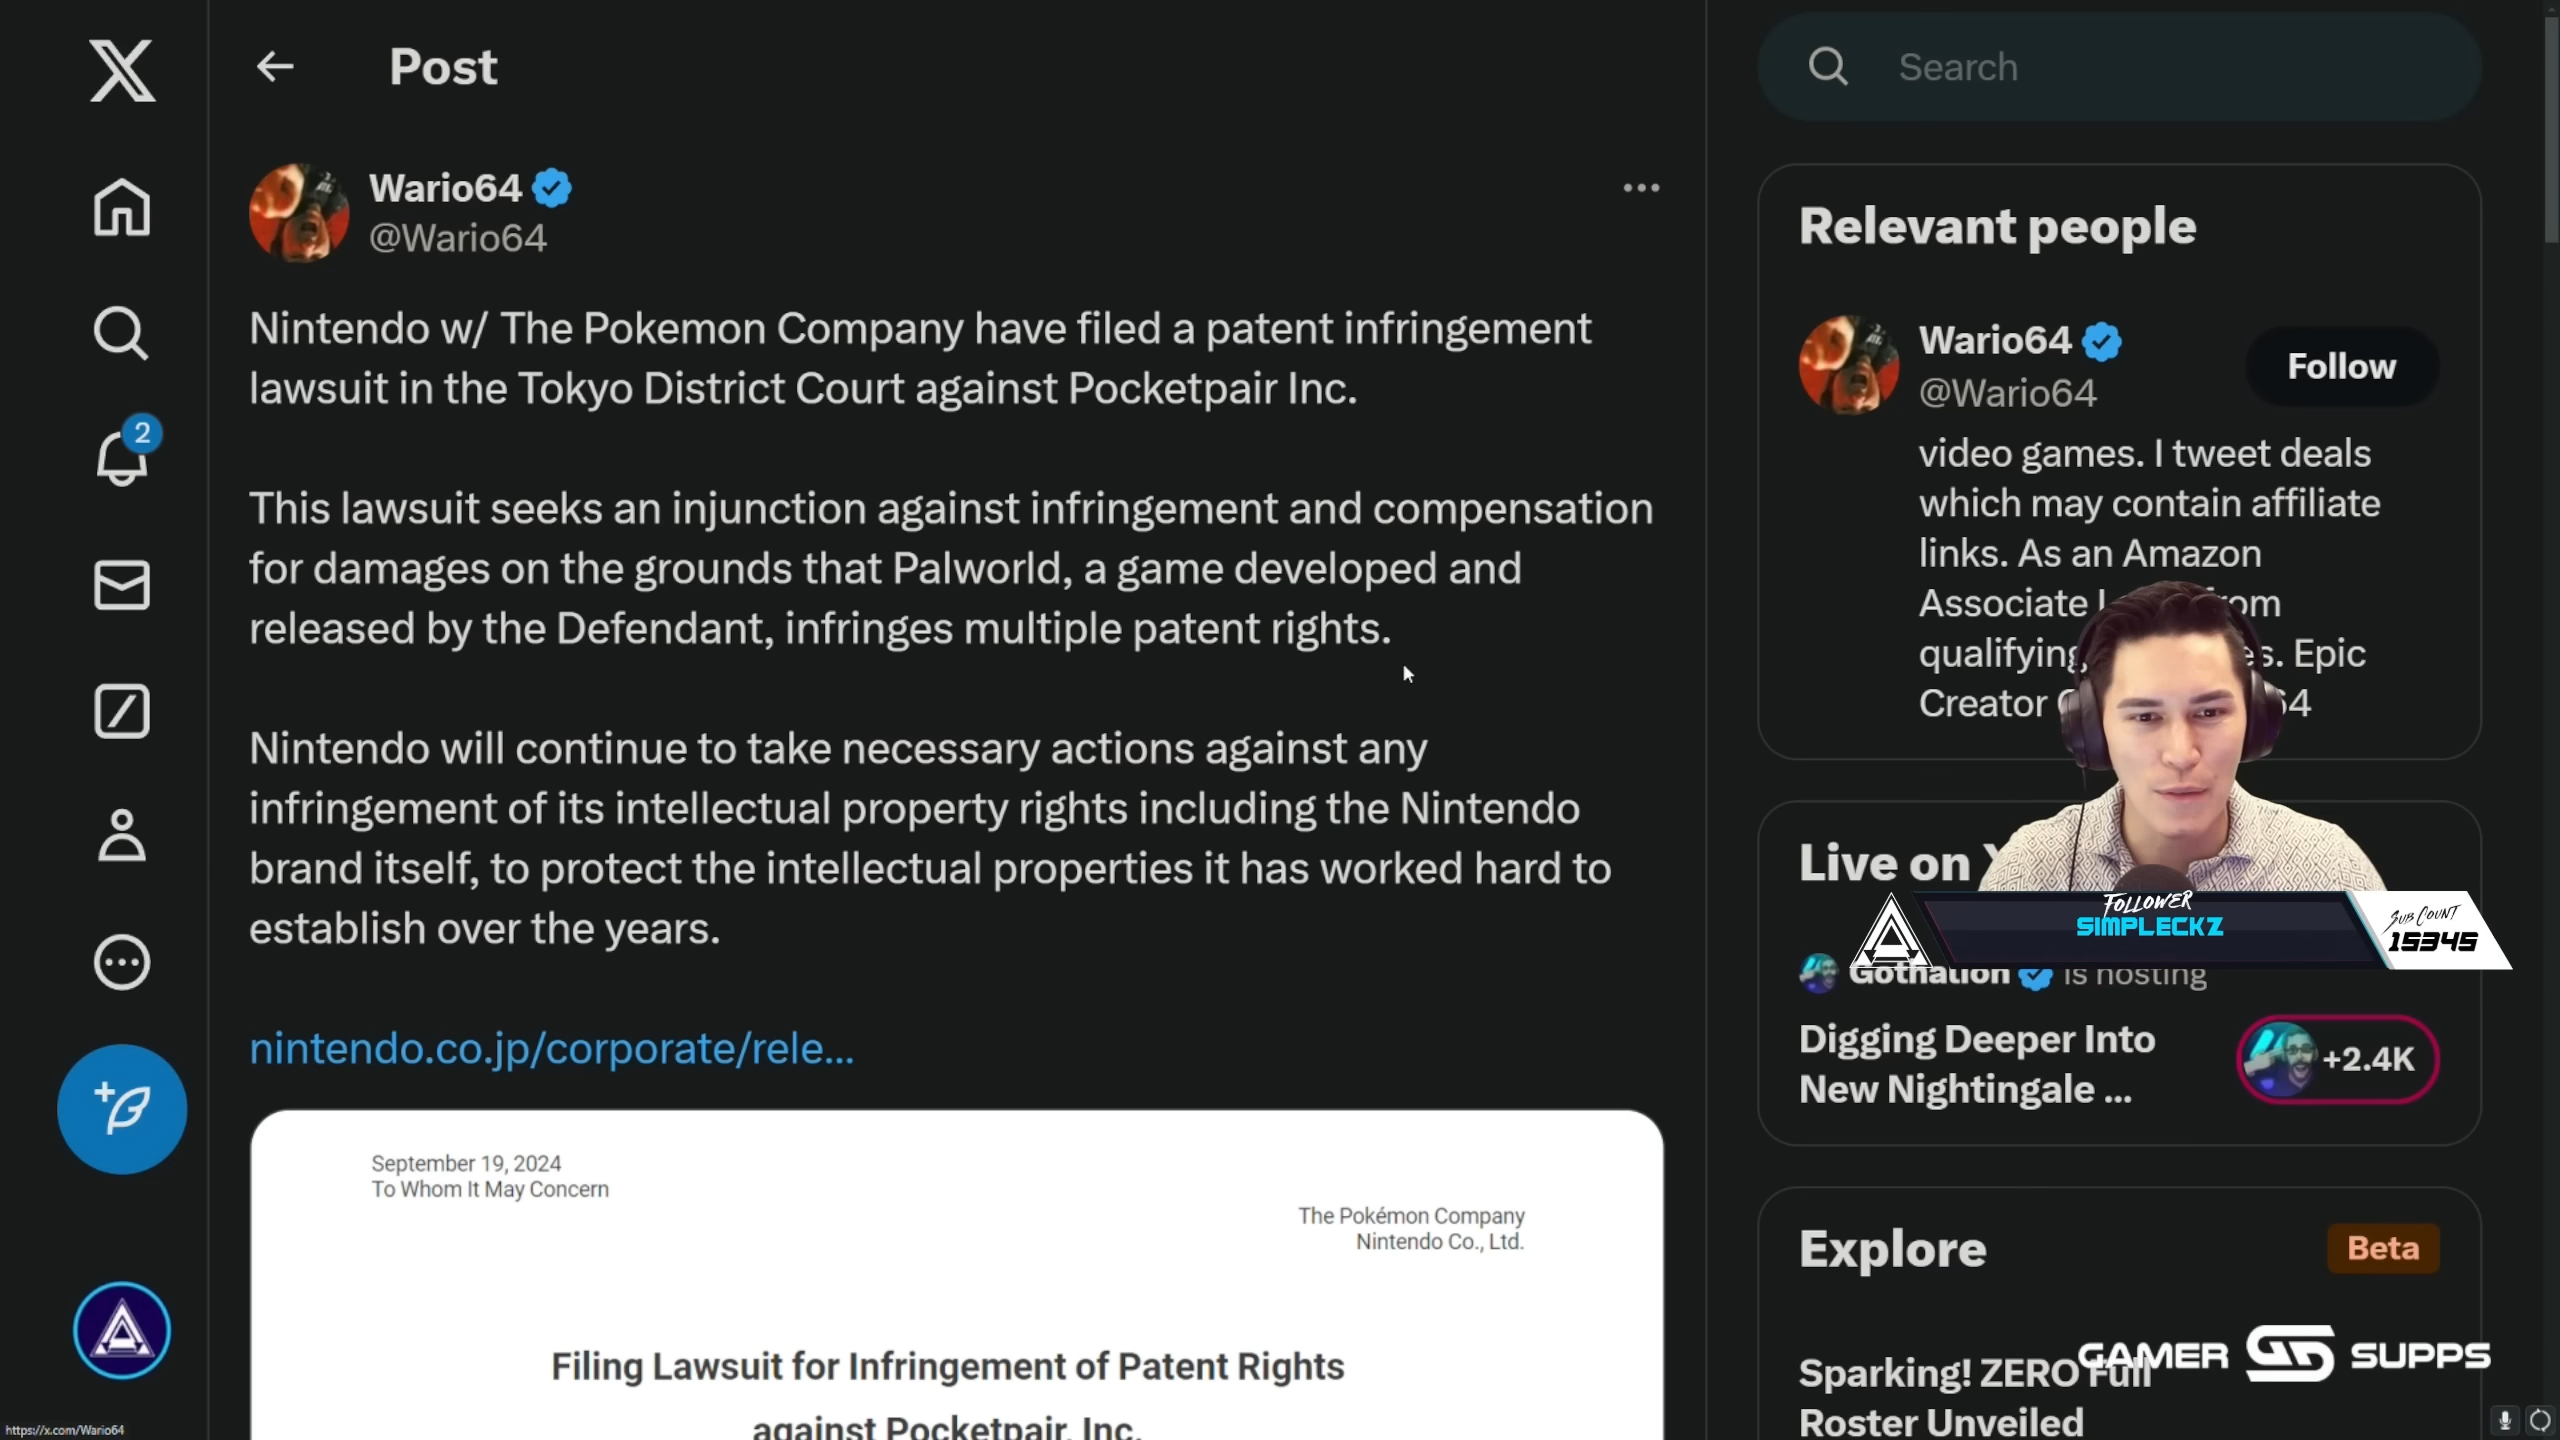 Post
Search
Wario64
@Wario64
Nintendo w/ The Pokemon Company have filed a patent infringement
lawsuit in the Tokyo District Court against Pocketpair Inc.
This lawsuit seeks an injunction against infringement and compensation
for damages on the grounds that Palworld, a game developed and
released by the Defendant, infringes multiple patent rights.
Nintendo will continue to take necessary actions against any
infringement of its intellectual property rights including the Nintendo
brand itself, to protect the intellectual properties it has worked hard to
establish over the years.
nintendo.co.jp/corporate/rele...
September 19, 2024
To Whom It May Concern
The Pokémon Company
Nintendo Co., Ltd.
Filing Lawsuit for Infringement of Patent Rights
against Pocketpair, Inc.
2
Relevant people
Wario64
@Wario64
Follow
video games. I tweet deals
which may contain affiliate
links. As an Amazon
Associate
qualifying Epic
Creator
Live on
FOLLOWER
SIMPLECKZ
SUB COUNT
15345
Gothalion is hosting
Digging Deeper Into
New Nightingale ...
+2.4K
Explore
Beta
Sparking! ZERO Full
Roster Unveiled
GAMER SUPPS
https://x.com/Wario64